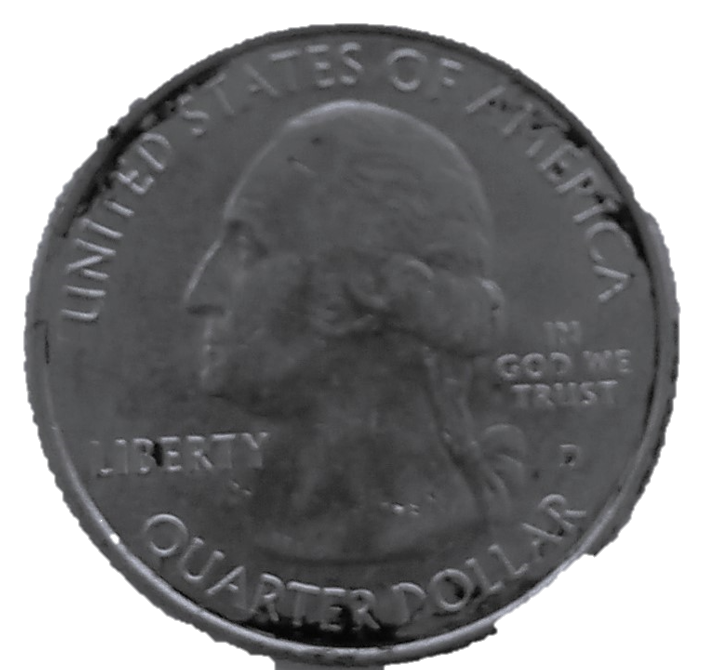 UNITED STATES OF AMERICA
IN
GOD WE
TRUST
LIBERTY
D
QUARTER DOLLAR